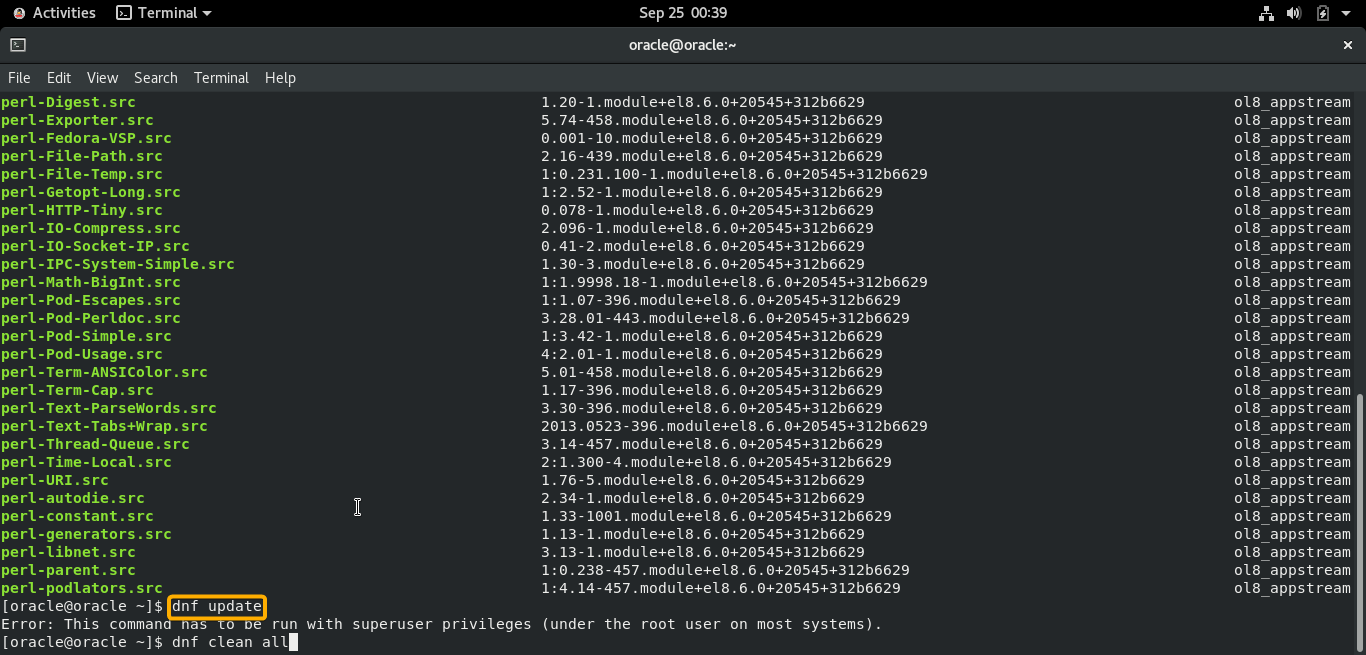 Activities Terminal Sep 25 00:39
oracle@oracle:~ ×
File Edit View Search Terminal Help
perl-Digest.src 1.20-1.module+el8.6.0+20545+312b6629 ol8_appstream
perl-Exporter.src 5.74-458.module+el8.6.0+20545+312b6629 ol8_appstream
perl-Fedora-VSP.src 0.001-10.module+el8.6.0+20545+312b6629 ol8_appstream
perl-File-Path.src 2.16-439.module+el8.6.0+20545+312b6629 ol8_appstream
perl-File-Temp.src 1:0.231.100-1.module+el8.6.0+20545+312b6629 ol8_appstream
perl-Getopt-Long.src 1:2.52-1.module+el8.6.0+20545+312b6629 ol8_appstream
perl-HTTP-Tiny.src 0.078-1.module+el8.6.0+20545+312b6629 ol8_appstream
perl-IO-Compress.src 2.096-1.module+el8.6.0+20545+312b6629 ol8_appstream
perl-IO-Socket-IP.src 0.41-2.module+el8.6.0+20545+312b6629 ol8_appstream
perl-IPC-System-Simple.src 1.30-3.module+el8.6.0+20545+312b6629 ol8_appstream
perl-Math-BigInt.src 1:1.9998.18-1.module+el8.6.0+20545+312b6629 ol8_appstream
perl-Pod-Escapes.src 1:1.07-396.module+el8.6.0+20545+312b6629 ol8_appstream
perl-Pod-Perldoc.src 3.28.01-443.module+el8.6.0+20545+312b6629 ol8_appstream
perl-Pod-Simple.src 1:3.42-1.module+el8.6.0+20545+312b6629 ol8_appstream
perl-Pod-Usage.src 4:2.01-1.module+el8.6.0+20545+312b6629 ol8_appstream
perl-Term-ANSIColor.src 5.01-458.module+el8.6.0+20545+312b6629 ol8_appstream
perl-Term-Cap.src 1.17-396.module+el8.6.0+20545+312b6629 ol8_appstream
perl-Text-ParseWords.src 3.30-396.module+el8.6.0+20545+312b6629 ol8_appstream
perl-Text-Tabs+Wrap.src 2013.0523-396.module+el8.6.0+20545+312b6629 ol8_appstream
perl-Thread-Queue.src 3.14-457.module+el8.6.0+20545+312b6629 ol8_appstream
perl-Time-Local.src 2:1.300-4.module+el8.6.0+20545+312b6629 ol8_appstream
perl-URI.src 1.76-5.module+el8.6.0+20545+312b6629 ol8_appstream
perl-autodie.src 2.34-1.module+el8.6.0+20545+312b6629 ol8_appstream
perl-constant.src 1.33-1001.module+el8.6.0+20545+312b6629 ol8_appstream
perl-generators.src 1.13-1.module+el8.6.0+20545+312b6629 ol8_appstream
perl-libnet.src 3.13-1.module+el8.6.0+20545+312b6629 ol8_appstream
perl-parent.src 1:0.238-457.module+el8.6.0+20545+312b6629 ol8_appstream
perl-podlators.src 1:4.14-457.module+el8.6.0+20545+312b6629 ol8_appstream
[oracle@oracle ~]$ dnf update
Error: This command has to be run with superuser privileges (under the root user on most systems).
[oracle@oracle ~]$ dnf clean all